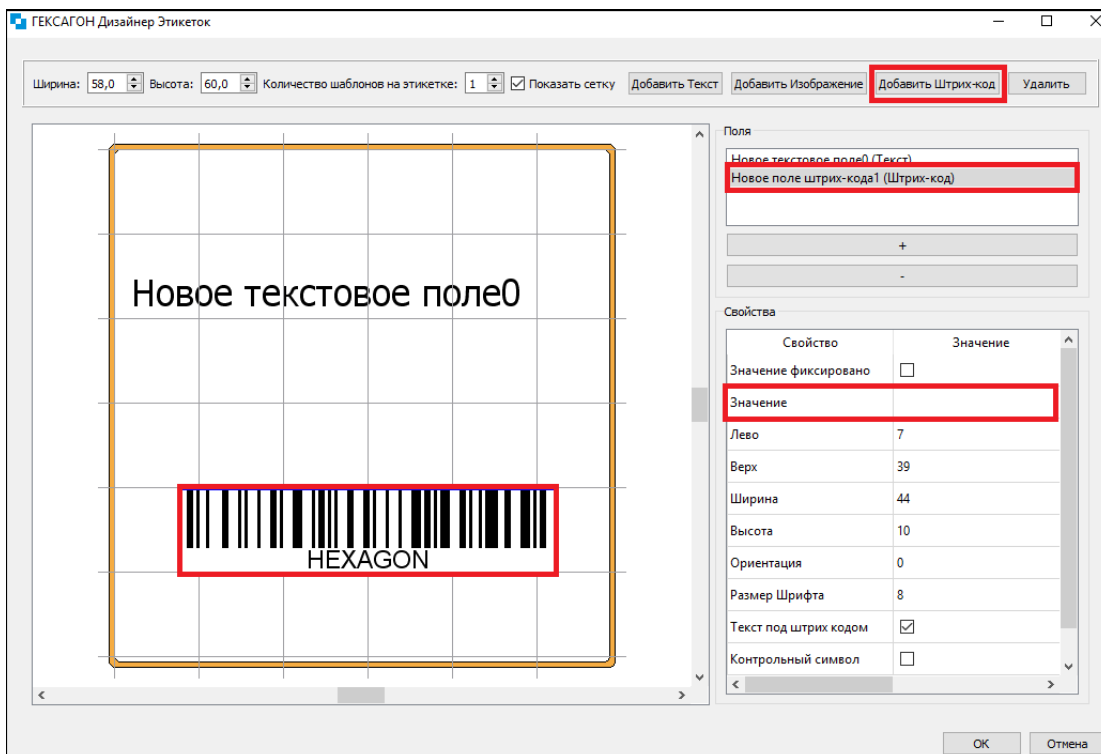 ГЕКСАГОН Дизайнер Этикеток
Ширина: 58,0 Высота: 60,0 Количество шаблонов на этикетке: 1 Показать сетку Добавить Текст Добавить Изображение Добавить Штрих-код Удалить
Поля
Новое текстовое поле0 (Текст)
Новое поле штрих-кода1 (Штрих-код)
+
-
Новое текстовое поле0
HEXAGON
Свойства
Свойство Значение
Значение фиксировано
Значение
Лево 7
Верх 39
Ширина 44
Высота 10
Ориентация 0
Размер Шрифта 8
Текст под штрих кодом
Контрольный символ
OK Отмена